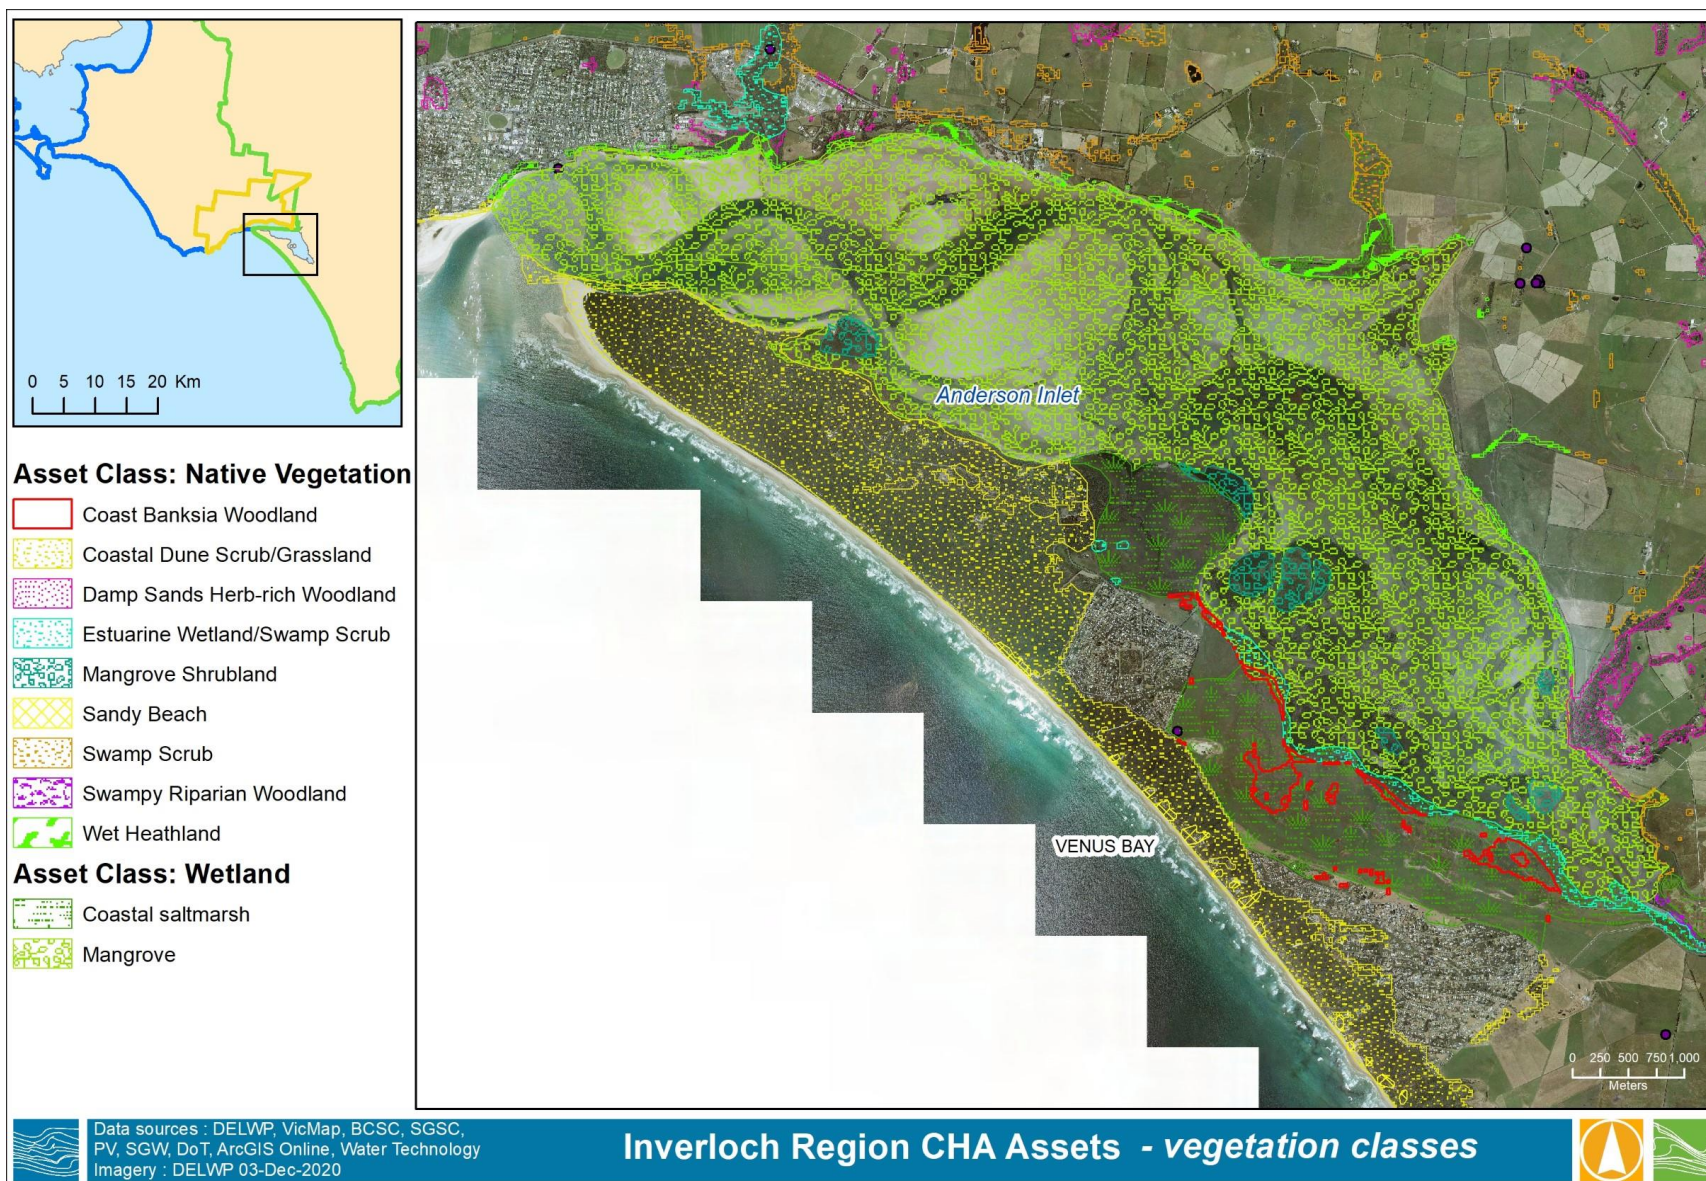 0 5 10 15 20 Km
Asset Class: Native Vegetation
Coast Banksia Woodland
Coastal Dune Scrub/Grassland
Damp Sands Herb-rich Woodland
Estuarine Wetland/Swamp Scrub
Mangrove Shrubland
Sandy Beach
Swamp Scrub
Swampy Riparian Woodland
Wet Heathland
Asset Class: Wetland
Coastal saltmarsh
Mangrove
Anderson Inlet
VENUS BAY
0 250 500 750 1,000
Meters
Data sources : DELWP, VicMap, BCSC, SGSC,
PV, SGW, DoT, ArcGIS Online, Water Technology
Imagery : DELWP 03-Dec-2020
Inverloch Region CHA Assets - vegetation classes